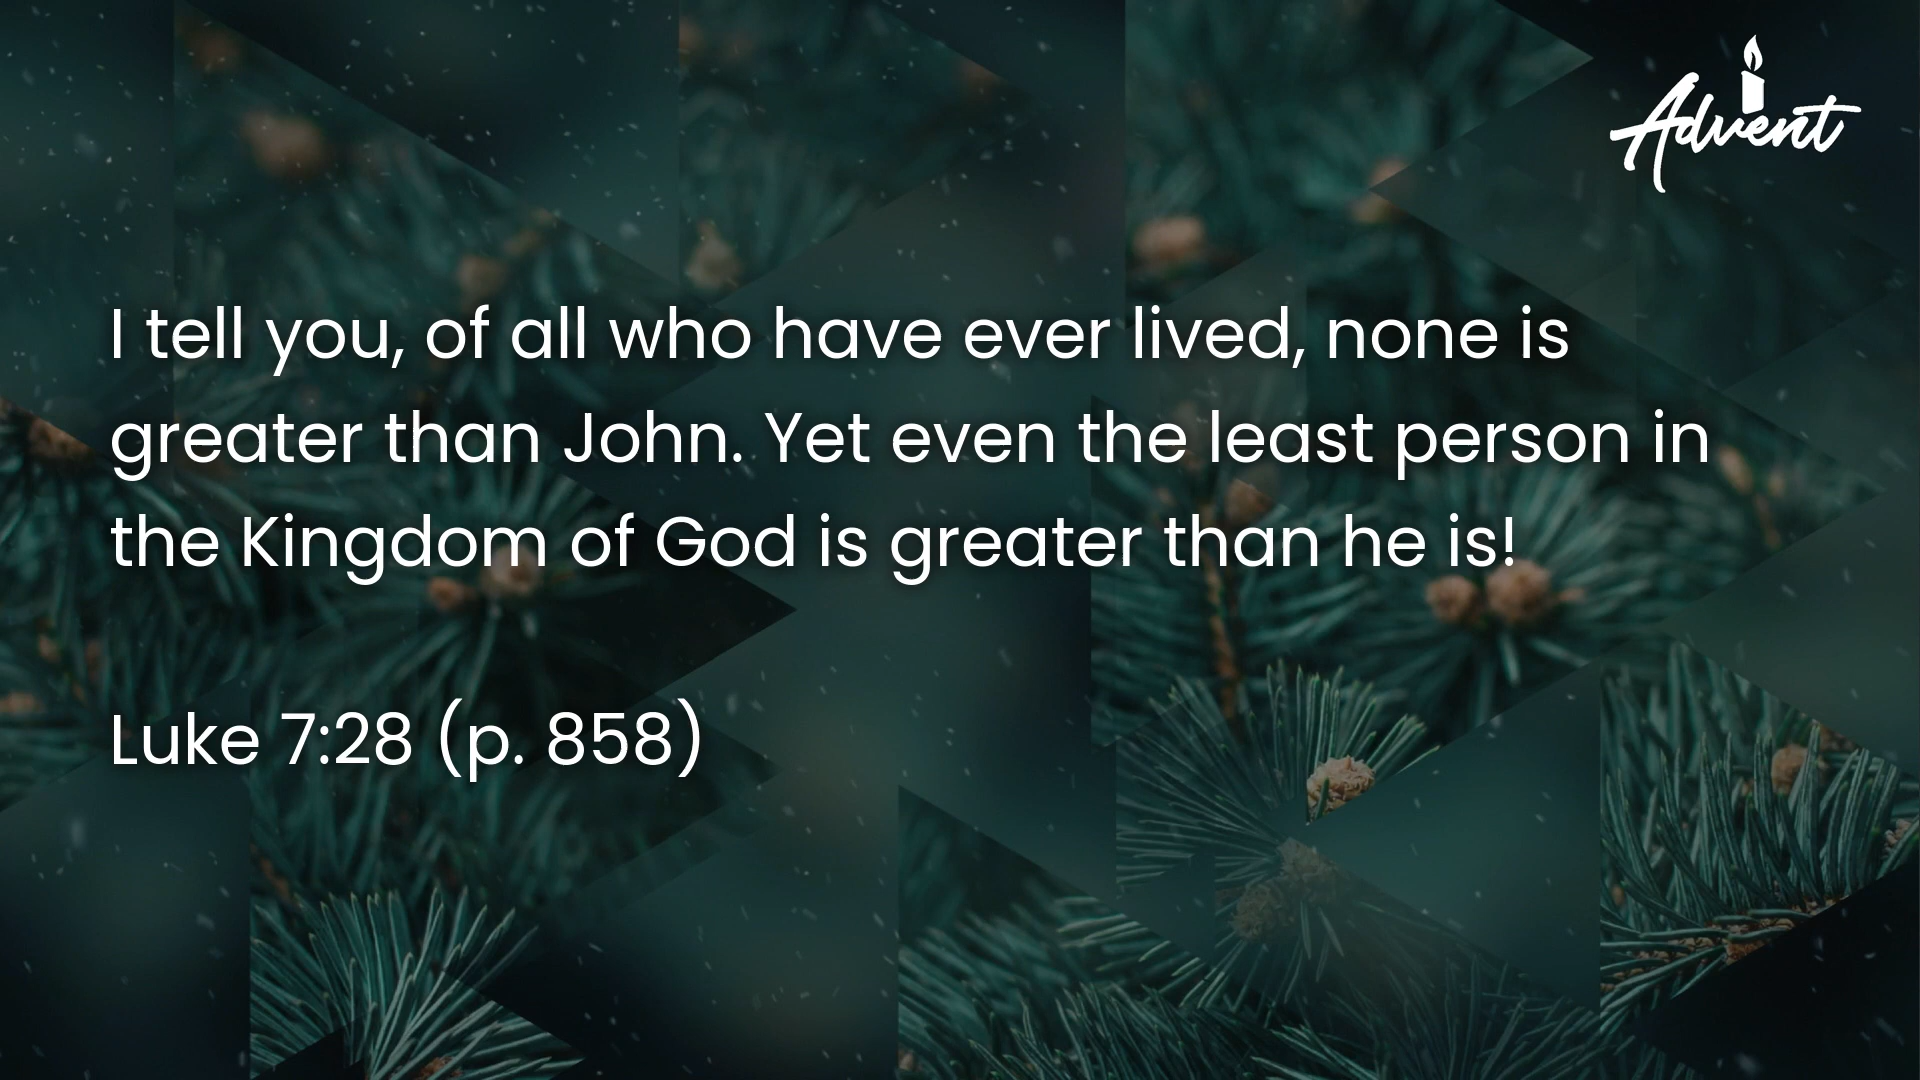 Advent
I tell you, of all who have ever lived, none is
greater than John. Yet even the least person in
the Kingdom of God is greater than he is!
Luke 7:28 (p. 858)